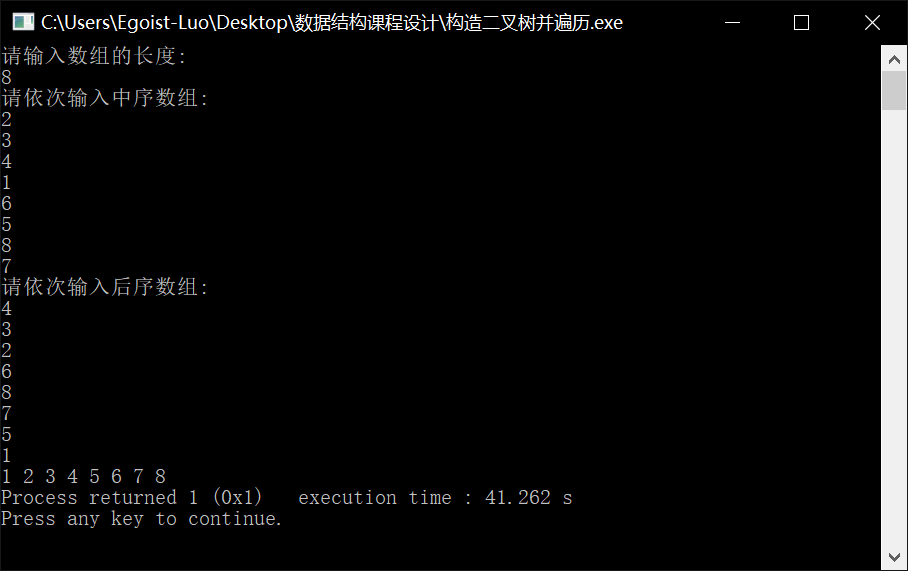 C:\Users\Egoist-Luo\Desktop\数据结构课程设计\构造二叉树并遍历.exe
请输入数组的长度:
8
请依次输入中序数组:
2
3
4
1
6
5
8
7
请依次输入后序数组:
4
3
2
6
8
7
5
1
1 2 3 4 5 6 7 8
Process returned 1 (0x1)   execution time : 41.262 s
Press any key to continue.